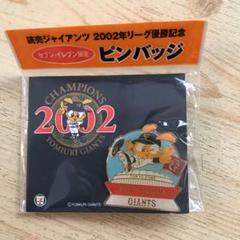 読売ジャイアンツ 2002年リーグ優勝記念
セブン-イレブン限定
ピンバッジ
CHAMPIONS
2002
YOMIURI GIANTS
GIANTS
©YOMIURI GIANTS